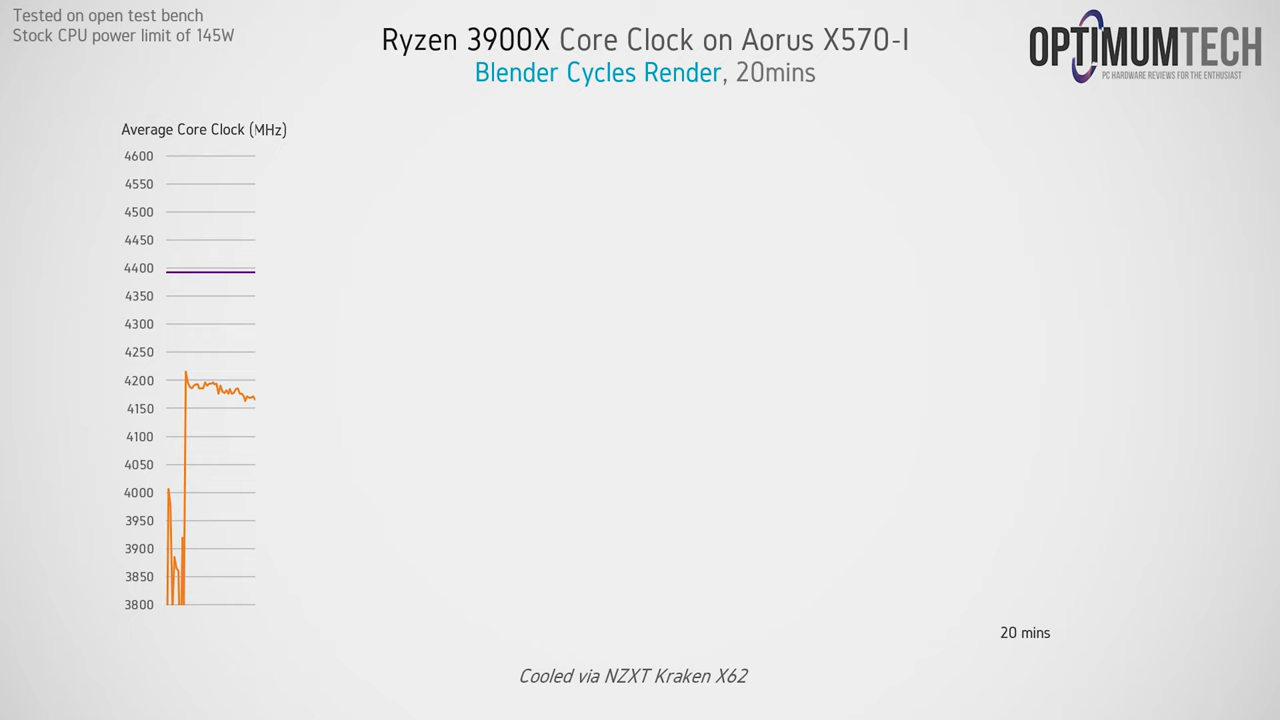 Tested on open test bench
Stock CPU power limit of 145W
Ryzen 3900X Core Clock on Aorus X570-I
Blender Cycles Render, 20mins
OPTIMUMTECH
PC HARDWARE REVIEWS FOR THE ENTHUSIAST
Average Core Clock (MHz)
4600
4550
4500
4450
4400
4350
4300
4250
4200
4150
4100
4050
4000
3950
3900
3850
3800
20 mins
Cooled via NZXT Kraken X62